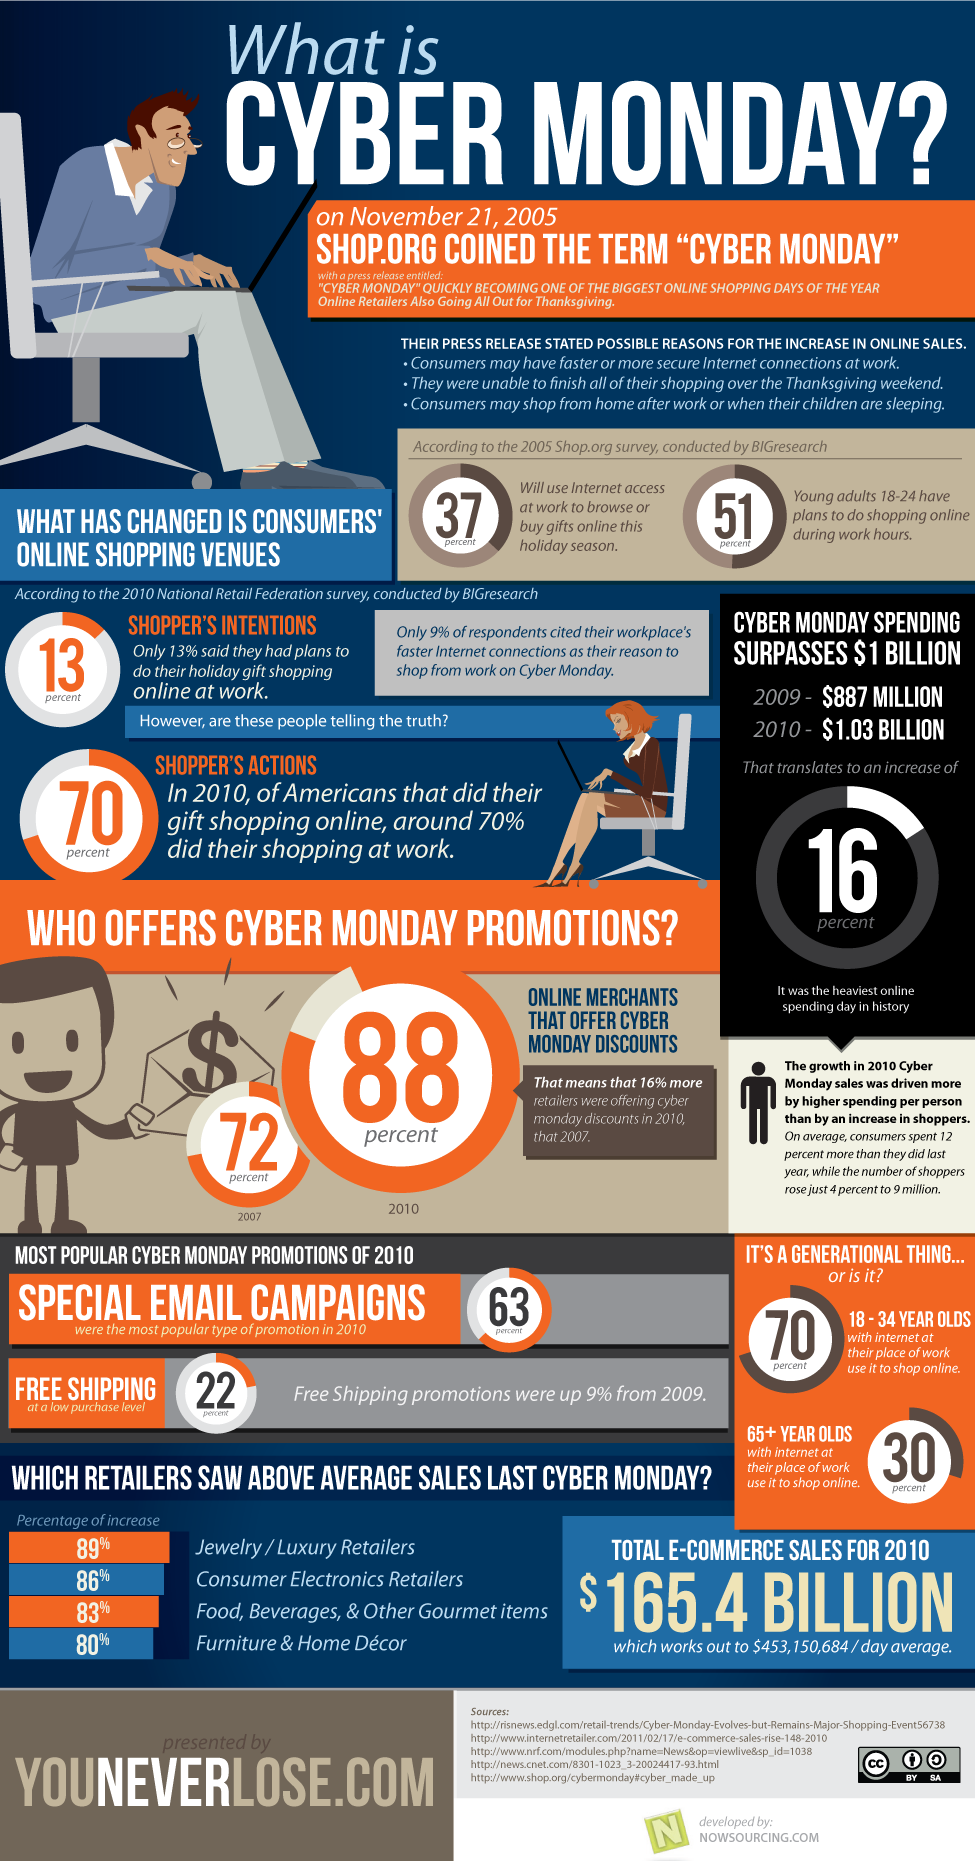 What is
CYBER MONDAY?
on November 21, 2005
SHOP.ORG COINED THE TERM “CYBER MONDAY”
with a press release entitled:
"CYBER MONDAY" QUICKLY BECOMING ONE OF THE BIGGEST ONLINE SHOPPING DAYS OF THE YEAR
Online Retailers Also Going All Out for Thanksgiving.
THEIR PRESS RELEASE STATED POSSIBLE REASONS FOR THE INCREASE IN ONLINE SALES.
• Consumers may have faster or more secure Internet connections at work.
• They were unable to finish all of their shopping over the Thanksgiving weekend.
• Consumers may shop from home after work or when their children are sleeping.
According to the 2005 Shop.org survey, conducted by BIGresearch
37
percent
Will use Internet access
at work to browse or
buy gifts online this
holiday season.
51
percent
Young adults 18-24 have
plans to do shopping online
during work hours.
WHAT HAS CHANGED IS CONSUMERS'
ONLINE SHOPPING VENUES
According to the 2010 National Retail Federation survey, conducted by BIGresearch
13
percent
SHOPPER'S INTENTIONS
Only 13% said they had plans to
do their holiday gift shopping
online at work.
Only 9% of respondents cited their workplace's
faster Internet connections as their reason to
shop from work on Cyber Monday.
However, are these people telling the truth?
70
percent
SHOPPER'S ACTIONS
In 2010, of Americans that did their
gift shopping online, around 70%
did their shopping at work.
CYBER MONDAY SPENDING
SURPASSES $1 BILLION
2009 - $887 MILLION
2010 - $1.03 BILLION
That translates to an increase of
16
percent
It was the heaviest online
spending day in history
The growth in 2010 Cyber
Monday sales was driven more
by higher spending per person
than by an increase in shoppers.
On average, consumers spent 12
percent more than they did last
year, while the number of shoppers
rose just 4 percent to 9 million.
WHO OFFERS CYBER MONDAY PROMOTIONS?
$
72
percent
2007
88
percent
2010
ONLINE MERCHANTS
THAT OFFER CYBER
MONDAY DISCOUNTS
That means that 16% more
retailers were offering cyber
monday discounts in 2010,
that 2007.
MOST POPULAR CYBER MONDAY PROMOTIONS OF 2010
SPECIAL EMAIL CAMPAIGNS
were the most popular type of promotion in 2010
63
percent
FREE SHIPPING
at a low purchase level
22
percent
Free Shipping promotions were up 9% from 2009.
IT'S A GENERATIONAL THING...
or is it?
70
percent
18 - 34 YEAR OLDS
with internet at
their place of work
use it to shop online.
65+ YEAR OLDS
with internet at
their place of work
use it to shop online.
30
percent
WHICH RETAILERS SAW ABOVE AVERAGE SALES LAST CYBER MONDAY?
Percentage of increase
89% Jewelry / Luxury Retailers
86% Consumer Electronics Retailers
83% Food, Beverages, & Other Gourmet items
80% Furniture & Home Décor
TOTAL E-COMMERCE SALES FOR 2010
$165.4 BILLION
which works out to $453,150,684 / day average.
presented by
YOUNEVERLOSE.COM
Sources:
http://risnews.edgl.com/retail-trends/Cyber-Monday-Evolves-but-Remains-Major-Shopping-Event56738
http://www.internetretailer.com/2011/02/17/e-commerce-sales-rise-148-2010
http://www.nrf.com/modules.php?name=News&op=viewlive&sp_id=1038
http://news.cnet.com/8301-1023_3-20024417-93.html
http://www.shop.org/cybermonday#cyber_made_up
cc
BY SA
N
developed by:
NOWSOURCING.COM